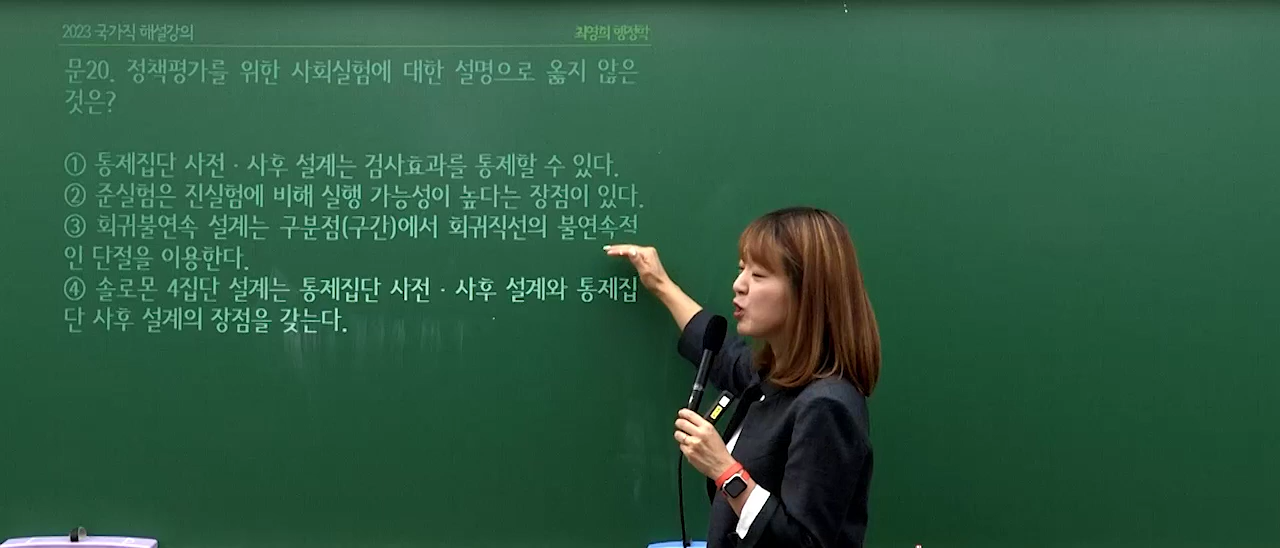 2023 국가직 해설강의
최영희 행정학
문20. 정책평가를 위한 사회실험에 대한 설명으로 옳지 않은
것은?
① 통제집단 사전 · 사후 설계는 검사효과를 통제할 수 있다.
② 준실험은 진실험에 비해 실행 가능성이 높다는 장점이 있다.
③ 회귀불연속 설계는 구분점(구간)에서 회귀직선의 불연속적
인 단절을 이용한다.
④ 솔로몬 4집단 설계는 통제집단 사전 · 사후 설계와 통제집
단 사후 설계의 장점을 갖는다.